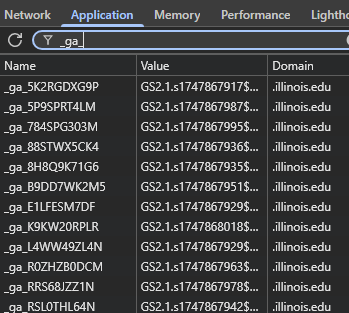 Network Application Memory Performance Lightho
_ga_
Name Value Domain
_ga_5K2RGDXG9P GS2.1.s1747867917$... .illinois.edu
_ga_5P9SPRT4LM GS2.1.s1747867987$... .illinois.edu
_ga_784SPG303M GS2.1.s1747867995$... .illinois.edu
_ga_88STWX5CK4 GS2.1.s1747867936$... .illinois.edu
_ga_8H8Q9K71G6 GS2.1.s1747867935$... .illinois.edu
_ga_B9DD7WK2M5 GS2.1.s1747867951$... .illinois.edu
_ga_E1LFESM7DF GS2.1.s1747867929$... .illinois.edu
_ga_K9KW20RPLR GS2.1.s1747868018$... .illinois.edu
_ga_L4WW49ZL4N GS2.1.s1747867929$... .illinois.edu
_ga_R0ZHZB0DCM GS2.1.s1747867963$... .illinois.edu
_ga_RRS68JZZ1N GS2.1.s1747867978$... .illinois.edu
_ga_RSL0THL64N GS2.1.s1747867942$... .illinois.edu